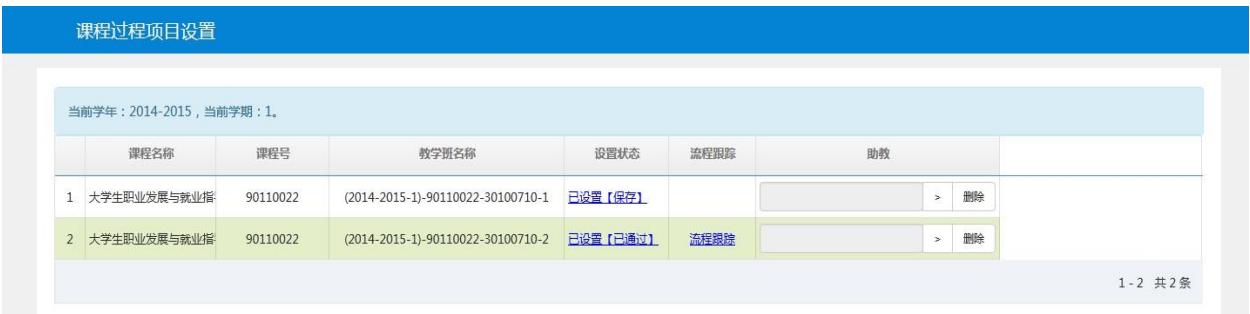 课程过程项目设置
当前学年：2014-2015，当前学期：1。
课程名称 课程号 教学班名称 设置状态 流程跟踪 助教
1 大学生职业发展与就业指 90110022 (2014-2015-1)-90110022-30100710-1 已设置【保存】 > 删除
2 大学生职业发展与就业指 90110022 (2014-2015-1)-90110022-30100710-2 已设置【已通过】 流程跟踪 > 删除
1 - 2 共 2 条